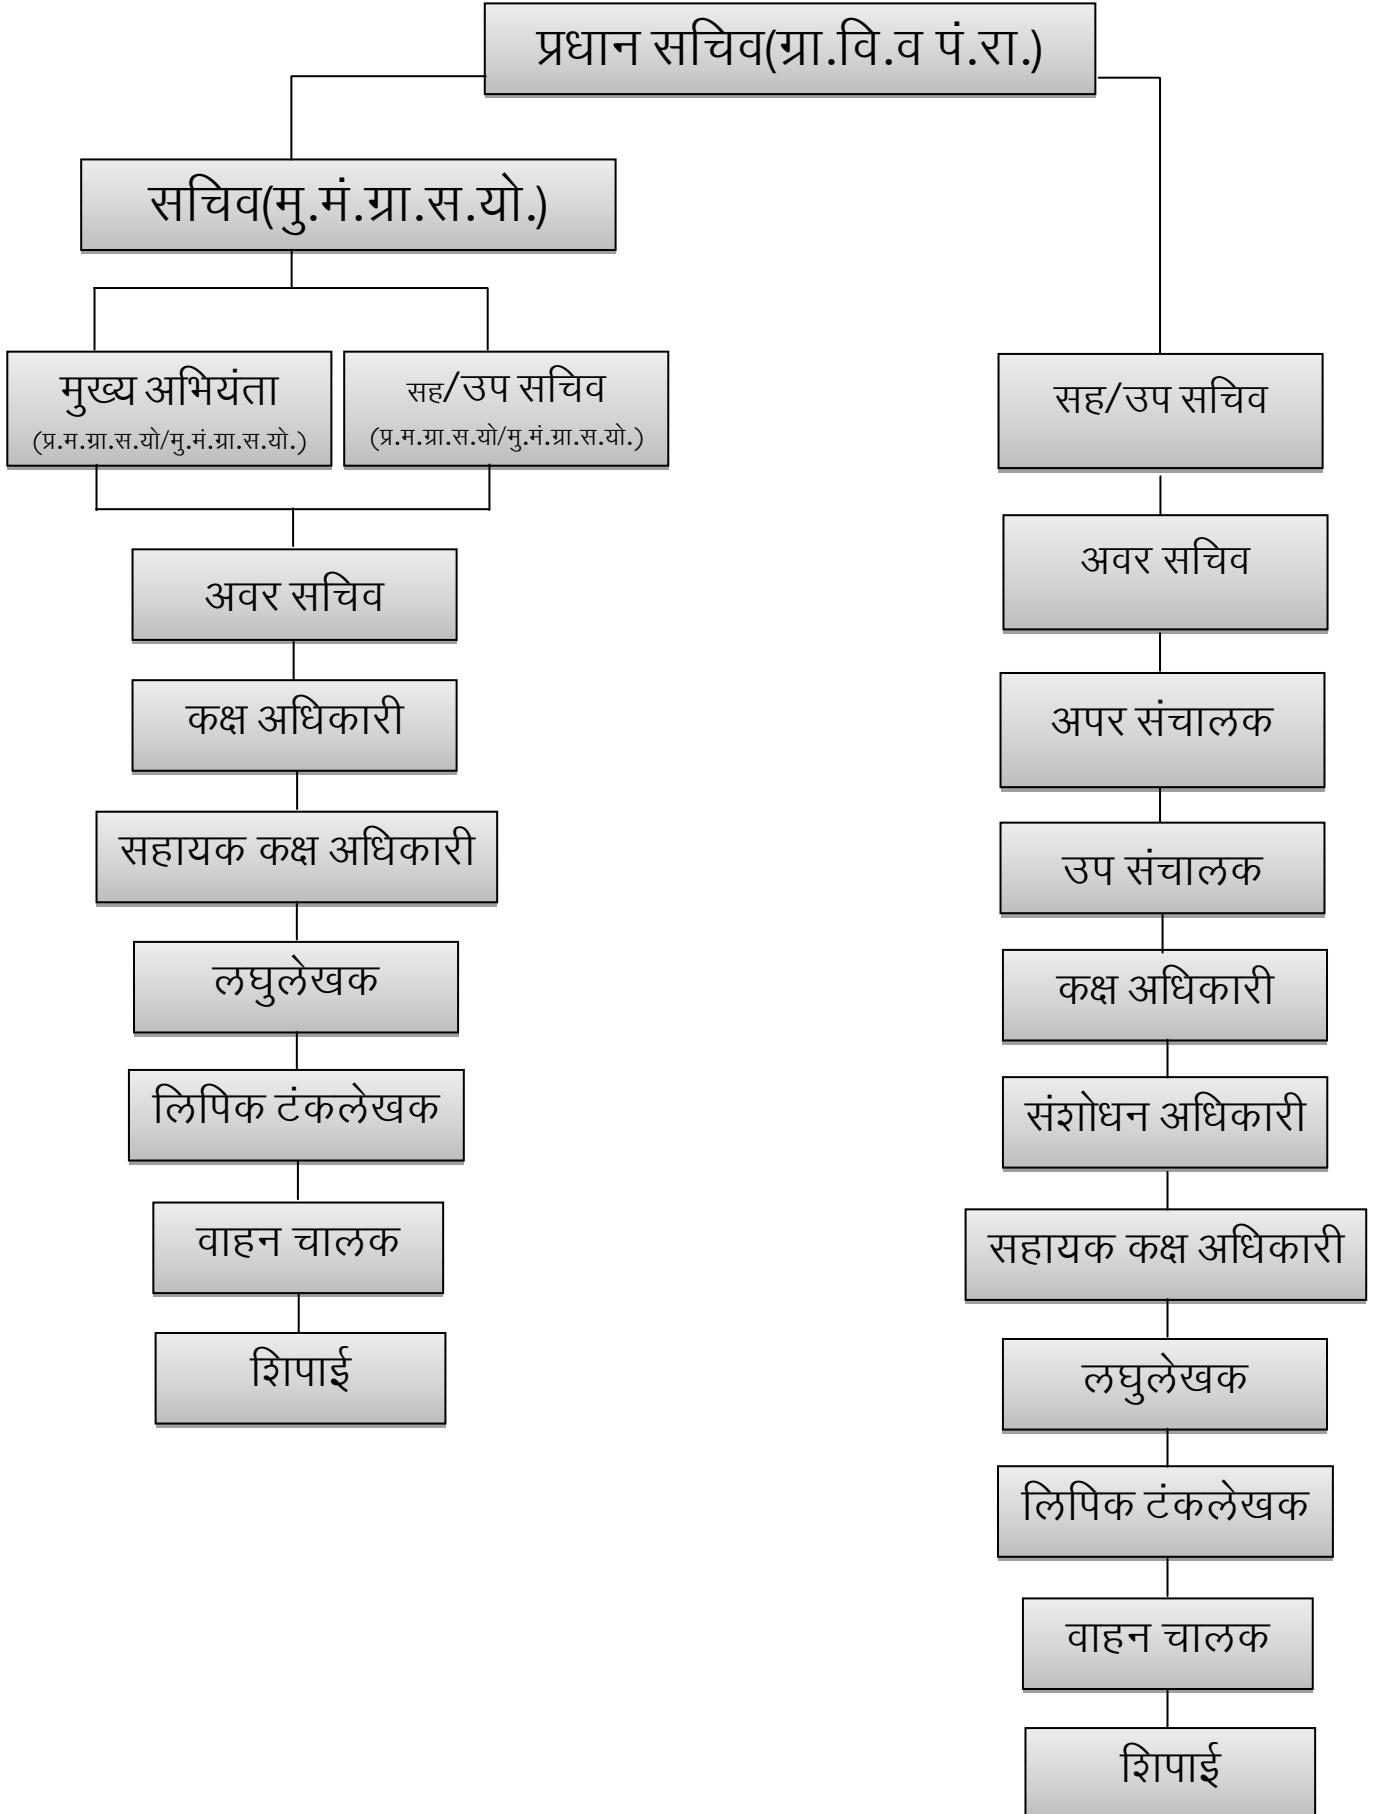 प्रधान सचिव(ग्रा.वि.व पं.रा.)
सचिव(मु.मं.ग्रा.स.यो.)
मुख्य अभियंता
(प्र.म.ग्रा.स.यो/मु.मं.ग्रा.स.यो.)
सह/उप सचिव
(प्र.म.ग्रा.स.यो/मु.मं.ग्रा.स.यो.)
अवर सचिव
कक्ष अधिकारी
सहायक कक्ष अधिकारी
लघुलेखक
लिपिक टंकलेखक
वाहन चालक
शिपाई
सह/उप सचिव
अवर सचिव
अपर संचालक
उप संचालक
कक्ष अधिकारी
संशोधन अधिकारी
सहायक कक्ष अधिकारी
लघुलेखक
लिपिक टंकलेखक
वाहन चालक
शिपाई